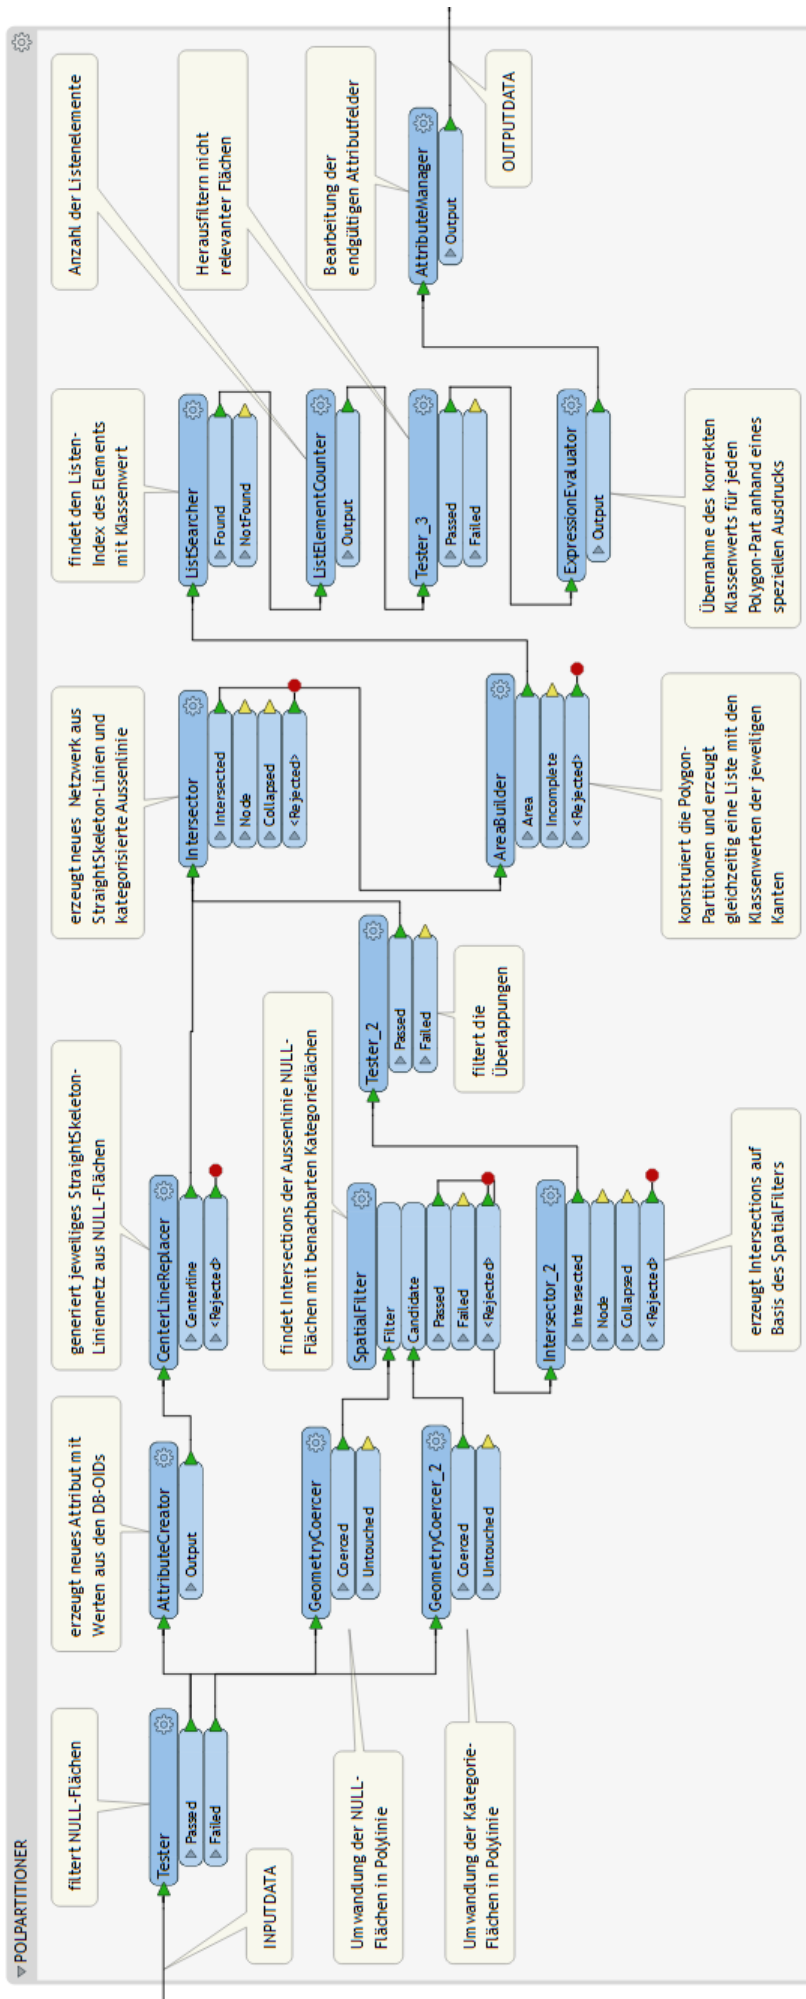 POLPARTITIONER
filtert NULL-Flächen
Tester
Passed
Failed
INPUTDATA
Umwandlung der NULL-
Flächen in Polylinie
Umwandlung der Kategorie-
Flächen in Polylinie
erzeugt neues Attribut mit
Werten aus den DB-OIDs
AttributeCreator
Output
GeometryCoercer
Coerced
Untouched
GeometryCoercer_2
Coerced
Untouched
generiert jeweiliges StraightSkeleton-
Liniennetz aus NULL-Flächen
CenterLineReplacer
Centerline
<Rejected>
findet Intersections der Aussenlinie NULL-
Flächen mit benachbarten Kategorieflächen
SpatialFilter
Filter
Candidate
Passed
Failed
<Rejected>
Intersector_2
Intersected
Node
Collapsed
<Rejected>
erzeugt Intersections auf
Basis des SpatialFilters
Tester_2
Passed
Failed
filtert die
Überlappungen
erzeugt neues Netzwerk aus
StraightSkeleton-Linien und
kategorisierte Aussenlinie
Intersector
Intersected
Node
Collapsed
<Rejected>
AreaBuilder
Area
Incomplete
<Rejected>
konstruiert die Polygon-
Partitionen und erzeugt
gleichzeitig eine Liste mit den
Klassenwerten der jeweiligen
Kanten
findet den Listen-
Index des Elements
mit Klassenwert
ListSearcher
Found
NotFound
ListElementCounter
Output
Tester_3
Passed
Failed
ExpressionEvaluator
Output
Übernahme des korrekten
Klassenwerts für jeden
Polygon-Part anhand eines
speziellen Ausdrucks
Anzahl der Listenelemente
Herausfiltern nicht
relevanter Flächen
Bearbeitung der
endgültigen Attributfelder
AttributeManager
Output
OUTPUTDATA